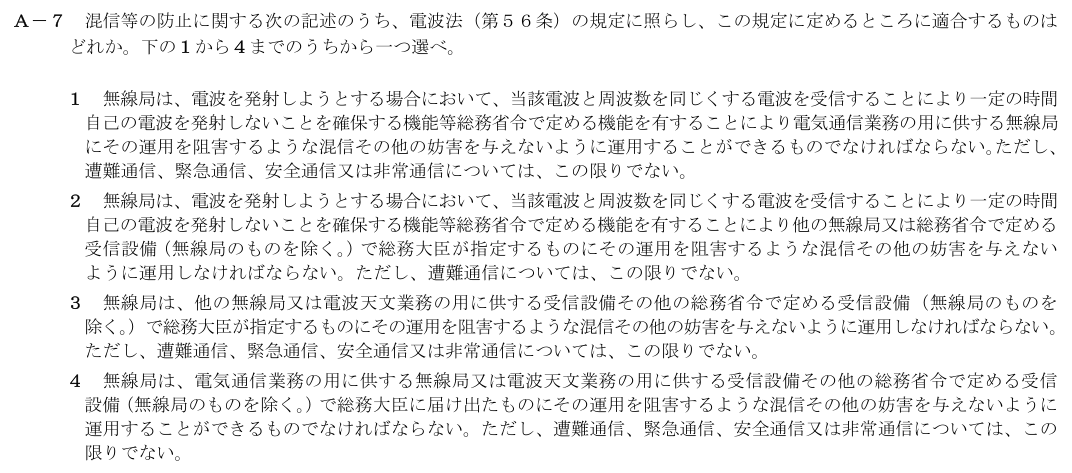 A－7　混信等の防止に関する次の記述のうち、電波法（第５６条）の規定に照らし、この規定に定めるところに適合するものは
どれか。下の1から4までのうちから一つ選べ。
1　無線局は、電波を発射しようとする場合において、当該電波と周波数を同じくする電波を受信することにより一定の時間
自己の電波を発射しないことを確保する機能等総務省令で定める機能を有することにより電気通信業務の用に供する無線局
にその運用を阻害するような混信その他の妨害を与えないように運用することができるものでなければならない。ただし、
遭難通信、緊急通信、安全通信又は非常通信については、この限りでない。
2　無線局は、電波を発射しようとする場合において、当該電波と周波数を同じくする電波を受信することにより一定の時間
自己の電波を発射しないことを確保する機能等総務省令で定める機能を有することにより他の無線局又は総務省令で定める
受信設備（無線局のものを除く。）で総務大臣が指定するものにその運用を阻害するような混信その他の妨害を与えない
ように運用しなければならない。ただし、遭難通信については、この限りでない。
3　無線局は、他の無線局又は電波天文業務の用に供する受信設備その他の総務省令で定める受信設備（無線局のものを
除く。）で総務大臣が指定するものにその運用を阻害するような混信その他の妨害を与えないように運用しなければならない。
ただし、遭難通信、緊急通信、安全通信又は非常通信については、この限りでない。
4　無線局は、電気通信業務の用に供する無線局又は電波天文業務の用に供する受信設備その他の総務省令で定める受信
設備（無線局のものを除く。）で総務大臣に届け出たものにその運用を阻害するような混信その他の妨害を与えないように
運用することができるものでなければならない。ただし、遭難通信、緊急通信、安全通信又は非常通信については、この
限りでない。